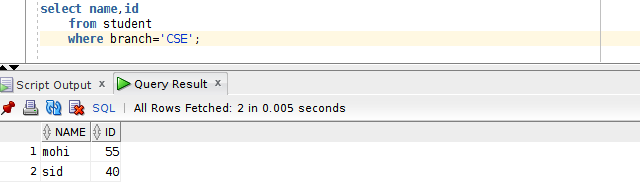 select name,id
from student
where branch='CSE';
Script Output x Query Result x
SQL | All Rows Fetched: 2 in 0.005 seconds
NAME ID
1 mohi 55
2 sid 40